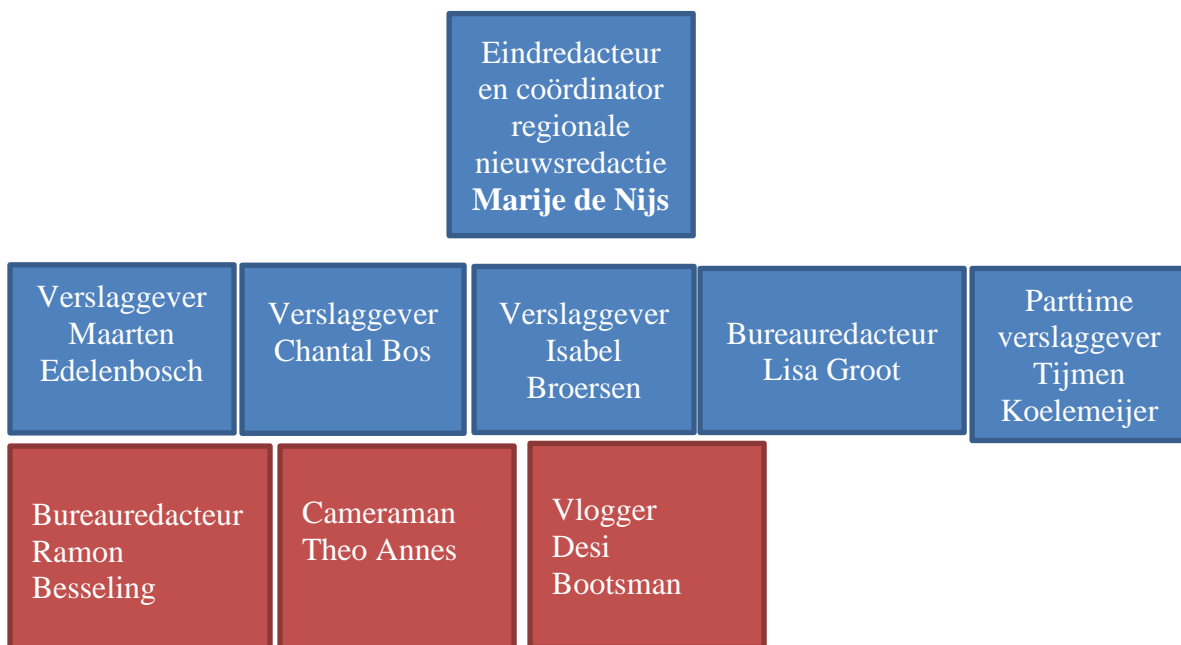 Eindredacteur
en coördinator
regionale
nieuwsredactie
Marije de Nijs
Verslaggever
Maarten
Edelenbosch
Verslaggever
Chantal Bos
Verslaggever
Isabel
Broersen
Bureauredacteur
Lisa Groot
Parttime
verslaggever
Tijmen
Koelemeijer
Bureauredacteur
Ramon
Besseling
Cameraman
Theo Annes
Vlogger
Desi
Bootsman